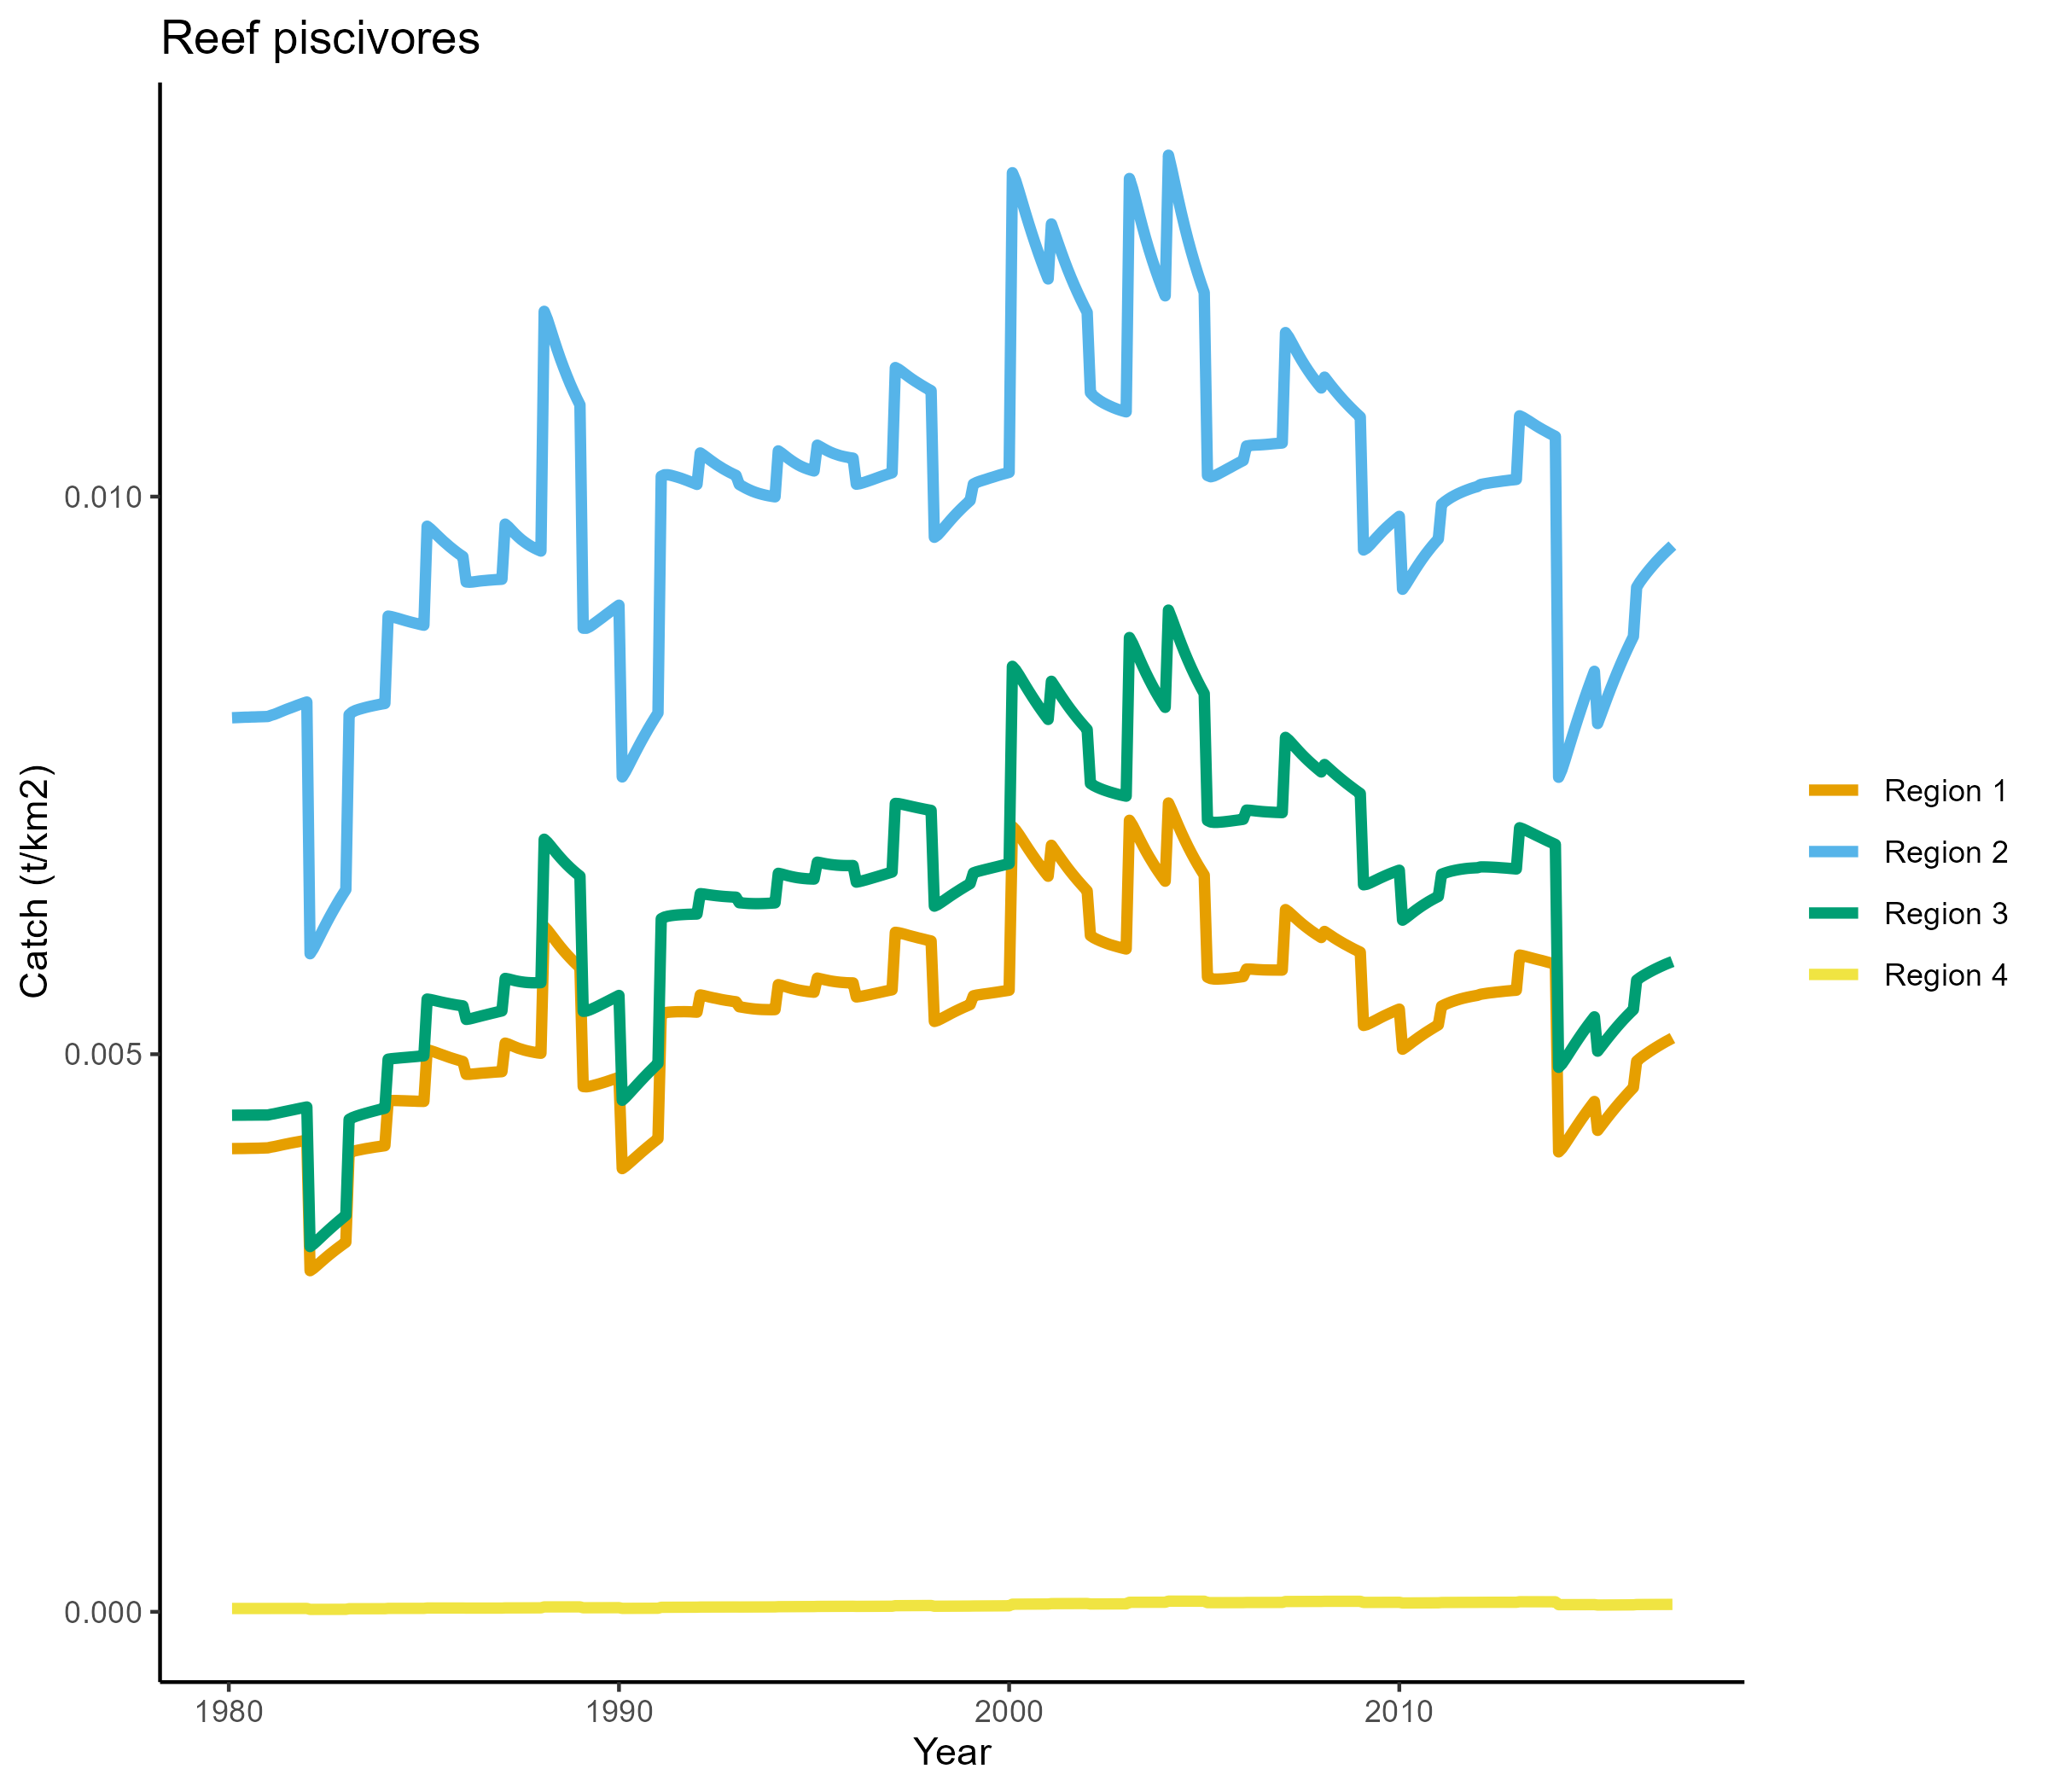 Reef piscivores
Catch (t/km2)
0.010
0.005
0.000
1980
1990
2000
2010
Year
Region 1
Region 2
Region 3
Region 4